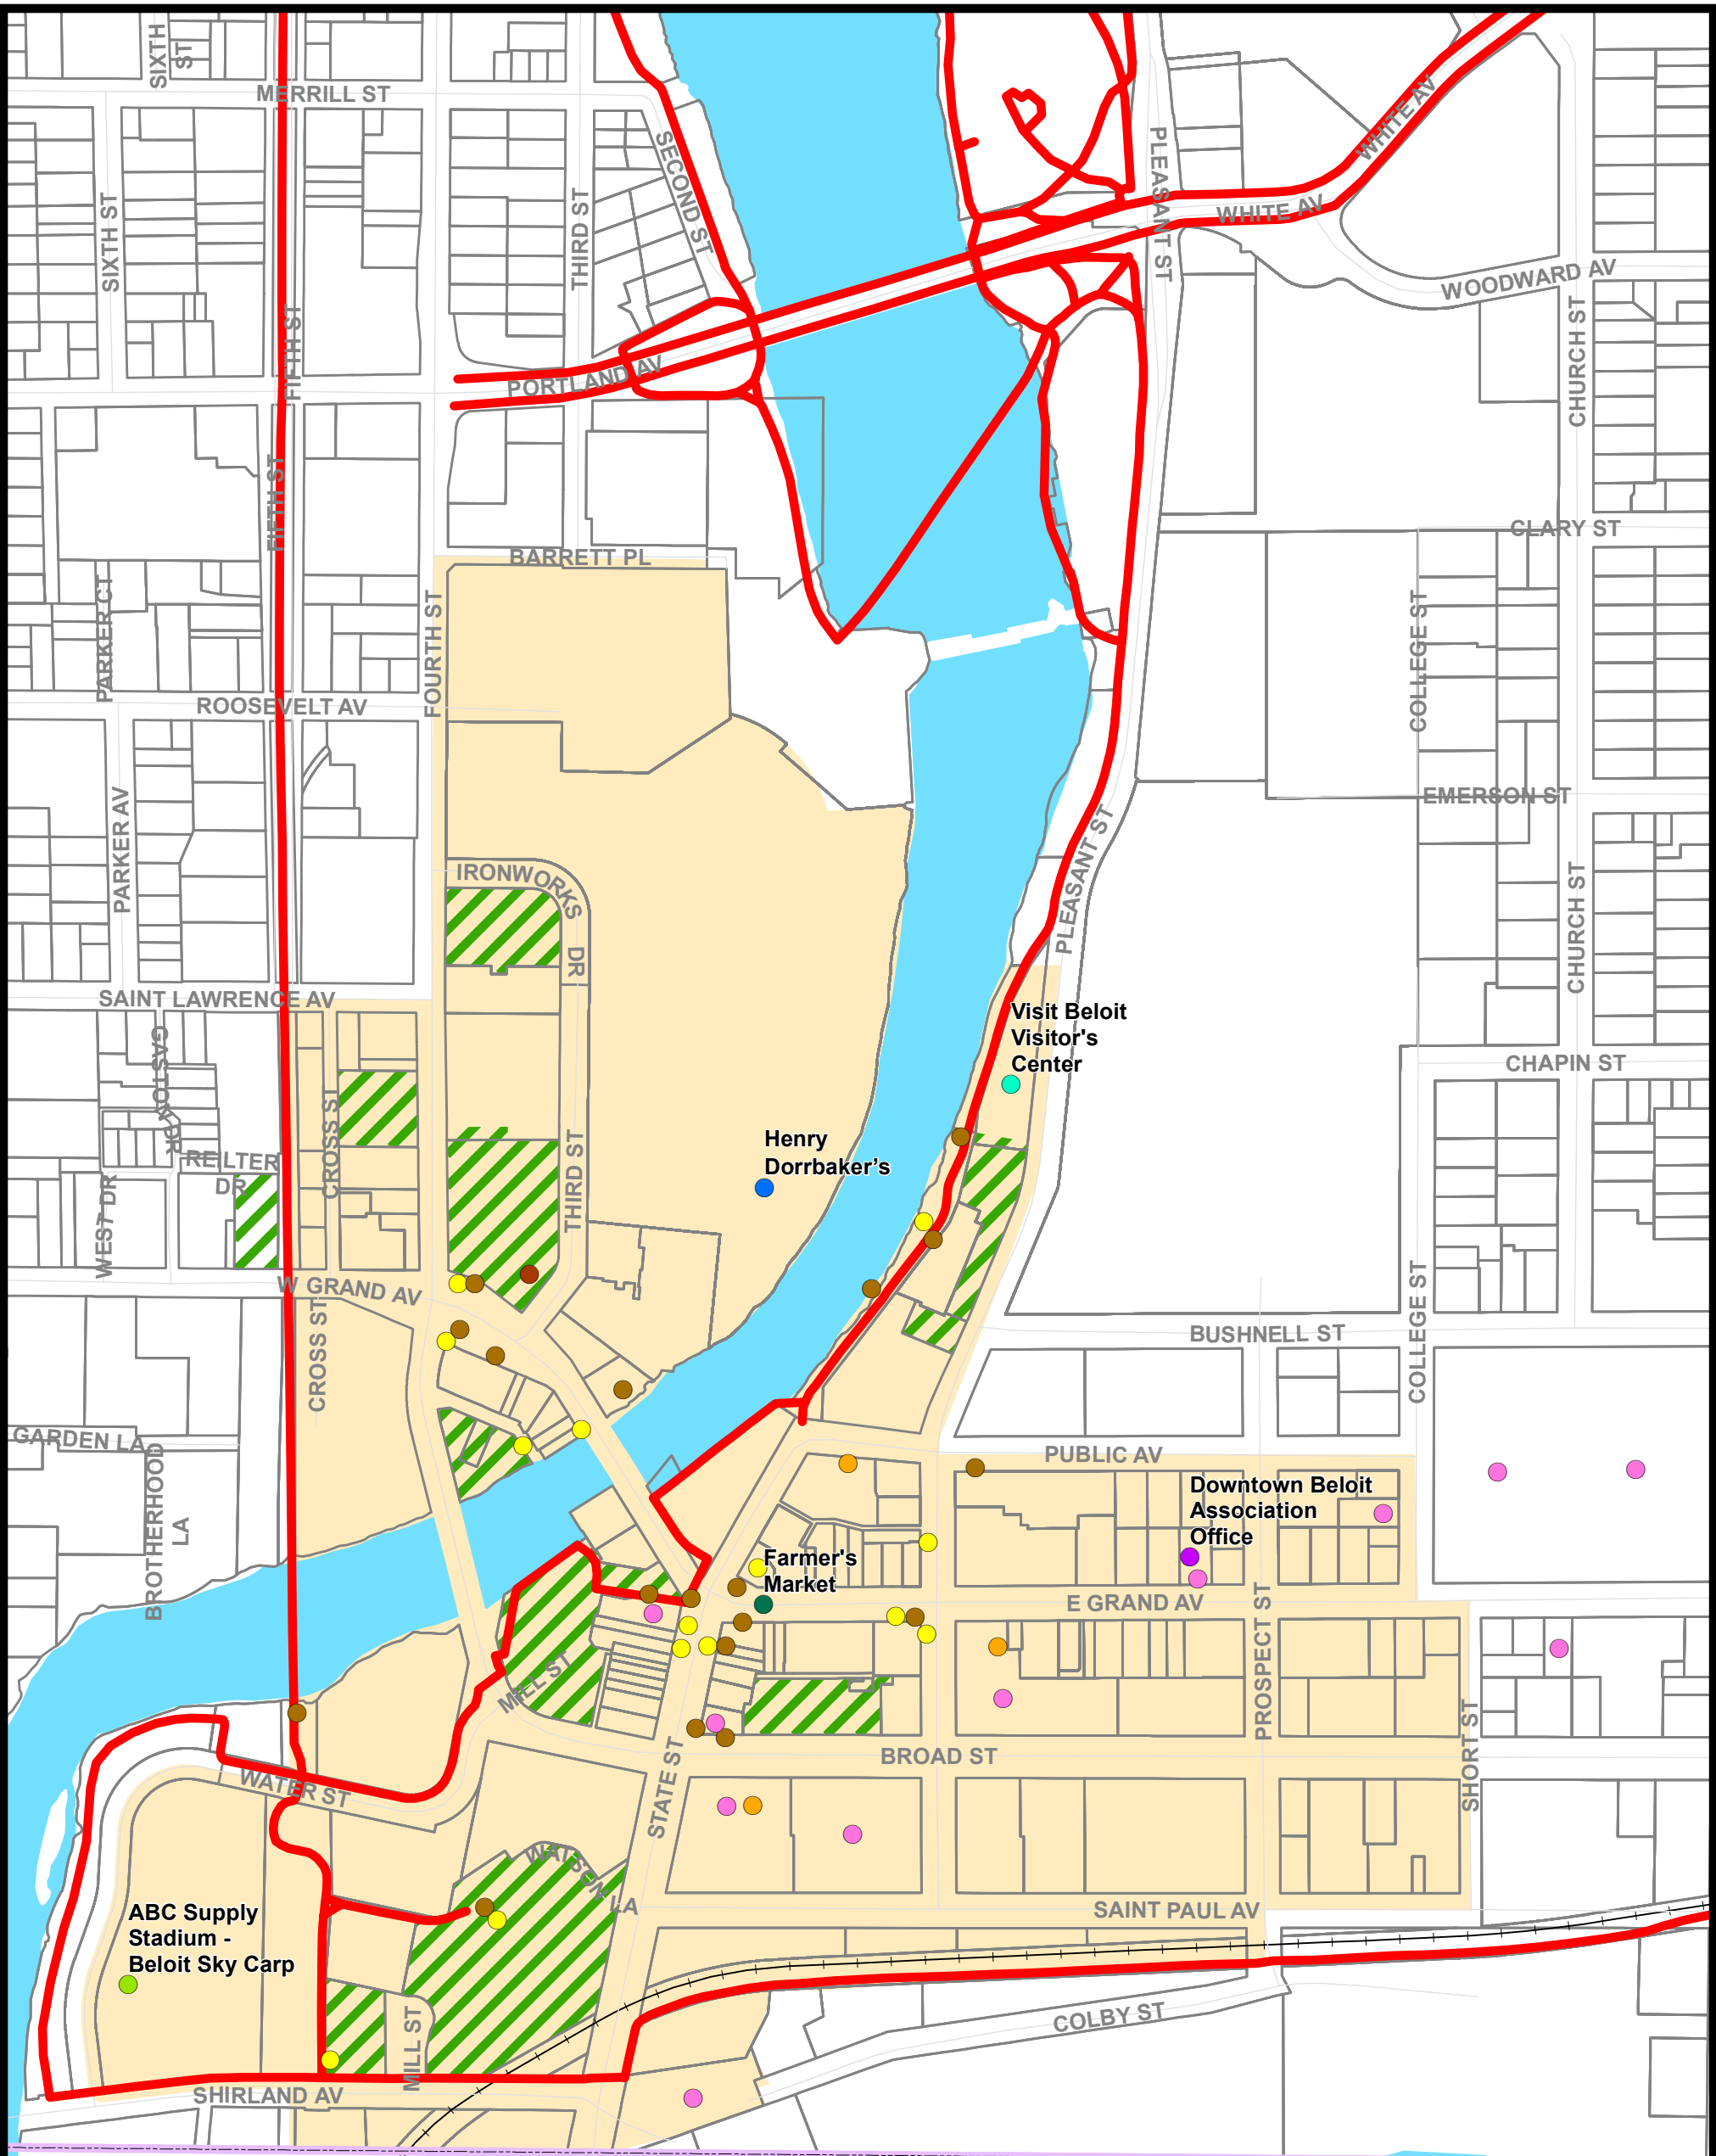 SIXTH
ST
MERRILL ST
SECOND ST
PLEASANT ST
WHITE AV
WHITE AV
SIXTH ST
THIRD ST
WOODWARD AV
FIFTH ST
CHURCH ST
PORTLAND AV
FIFTH ST
CLARY ST
BARRETT PL
PARKER CT
FOURTH ST
COLLEGE ST
ROOSEVELT AV
EMERSON ST
PARKER AV
PLEASANT ST
IRONWORKS
DR
CHURCH ST
SAINT LAWRENCE AV
Visit Beloit
Visitor's
Center
GASTON DR
CHAPIN ST
CROSS ST
Henry
Dorrbaker's
REILTER
DR
THIRD ST
WEST DR
W GRAND AV
CROSS ST
BUSHNELL ST
COLLEGE ST
GARDEN LA
PUBLIC AV
BROTHERHOOD
LA
Downtown Beloit
Association
Office
Farmer's
Market
E GRAND AV
PROSPECT ST
MILL ST
BROAD ST
SHORT ST
WATER ST
STATE ST
WATSON LA
ABC Supply
Stadium -
Beloit Sky Carp
SAINT PAUL AV
MILL ST
COLBY ST
SHIRLAND AV